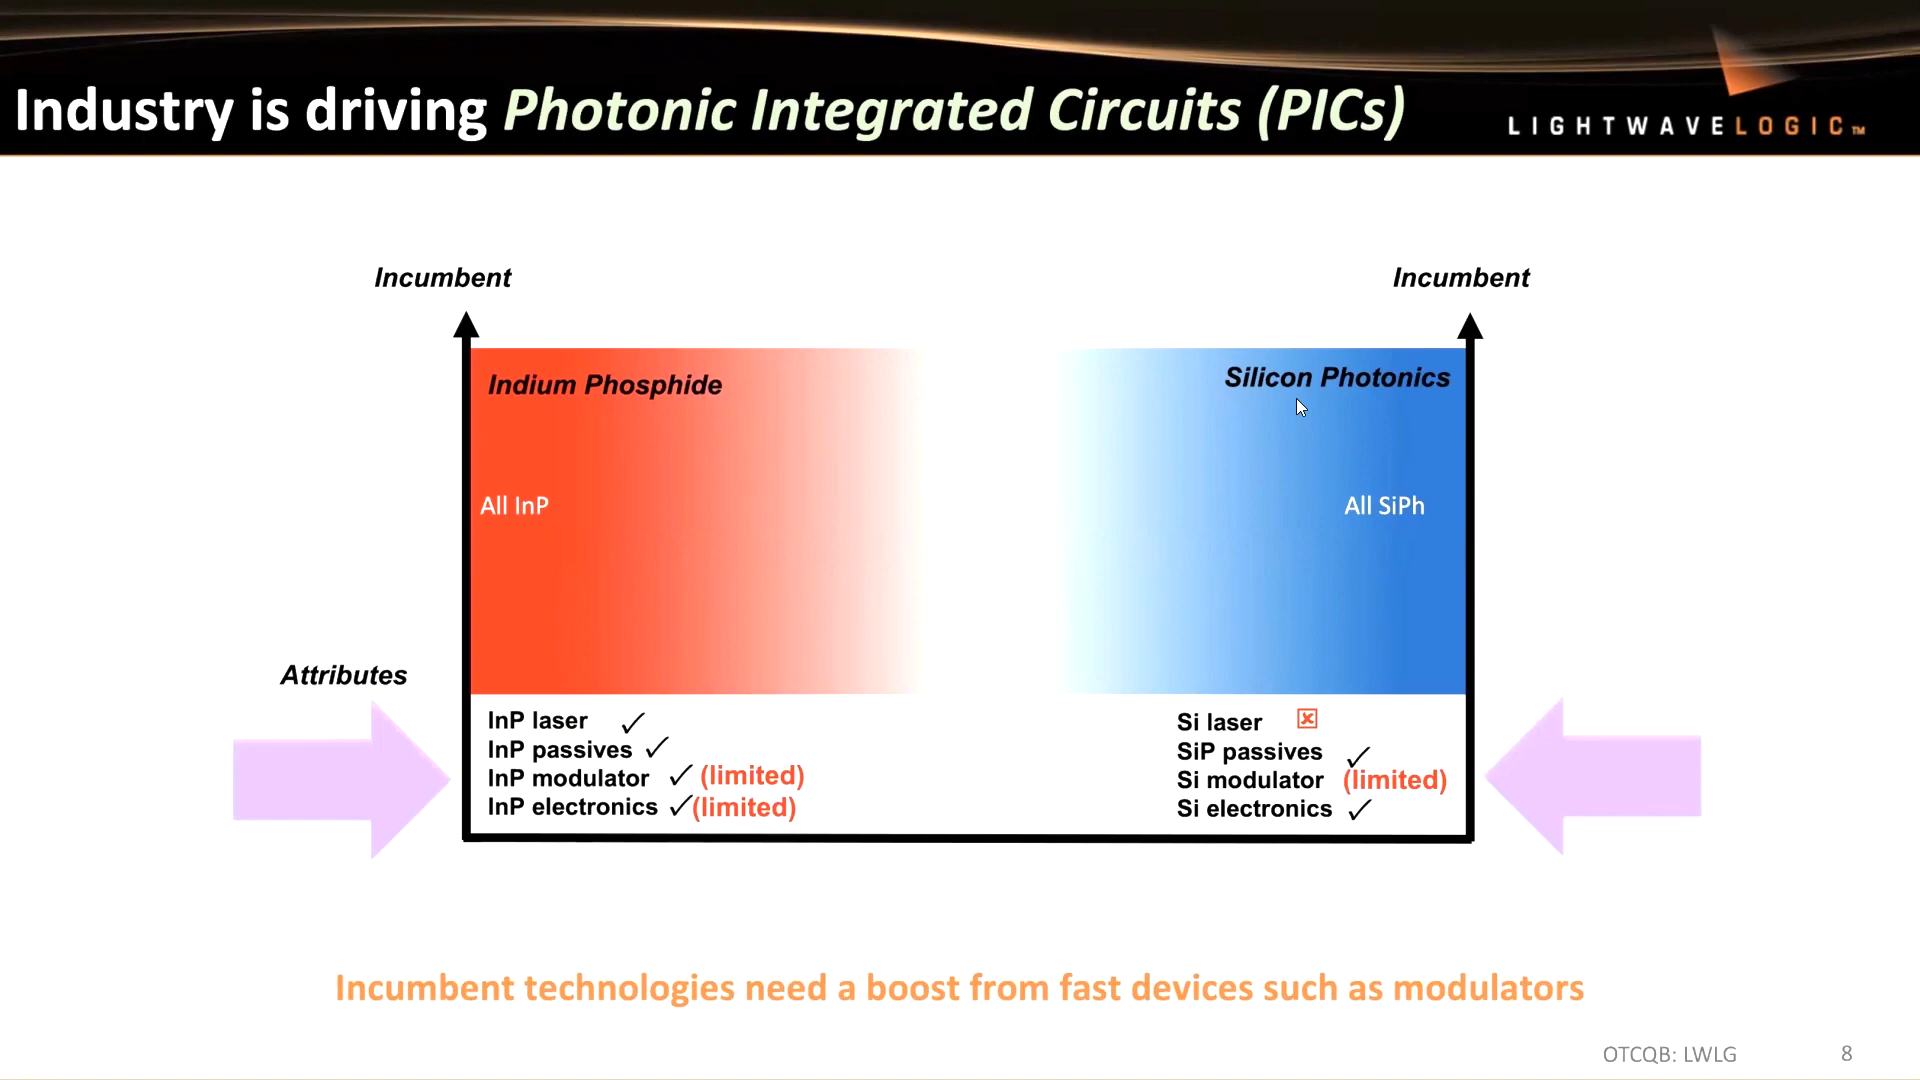 Industry is driving Photonic Integrated Circuits (PICs)
LIGHTWAVELOGIC™
Incumbent
Incumbent
Indium Phosphide
Silicon Photonics
All InP
All SiPh
Attributes
InP laser ✓
InP passives ✓
InP modulator ✓ (limited)
InP electronics ✓(limited)
Si laser ☒
SiP passives ✓
Si modulator (limited)
Si electronics ✓
Incumbent technologies need a boost from fast devices such as modulators
OTCQB: LWLG
8